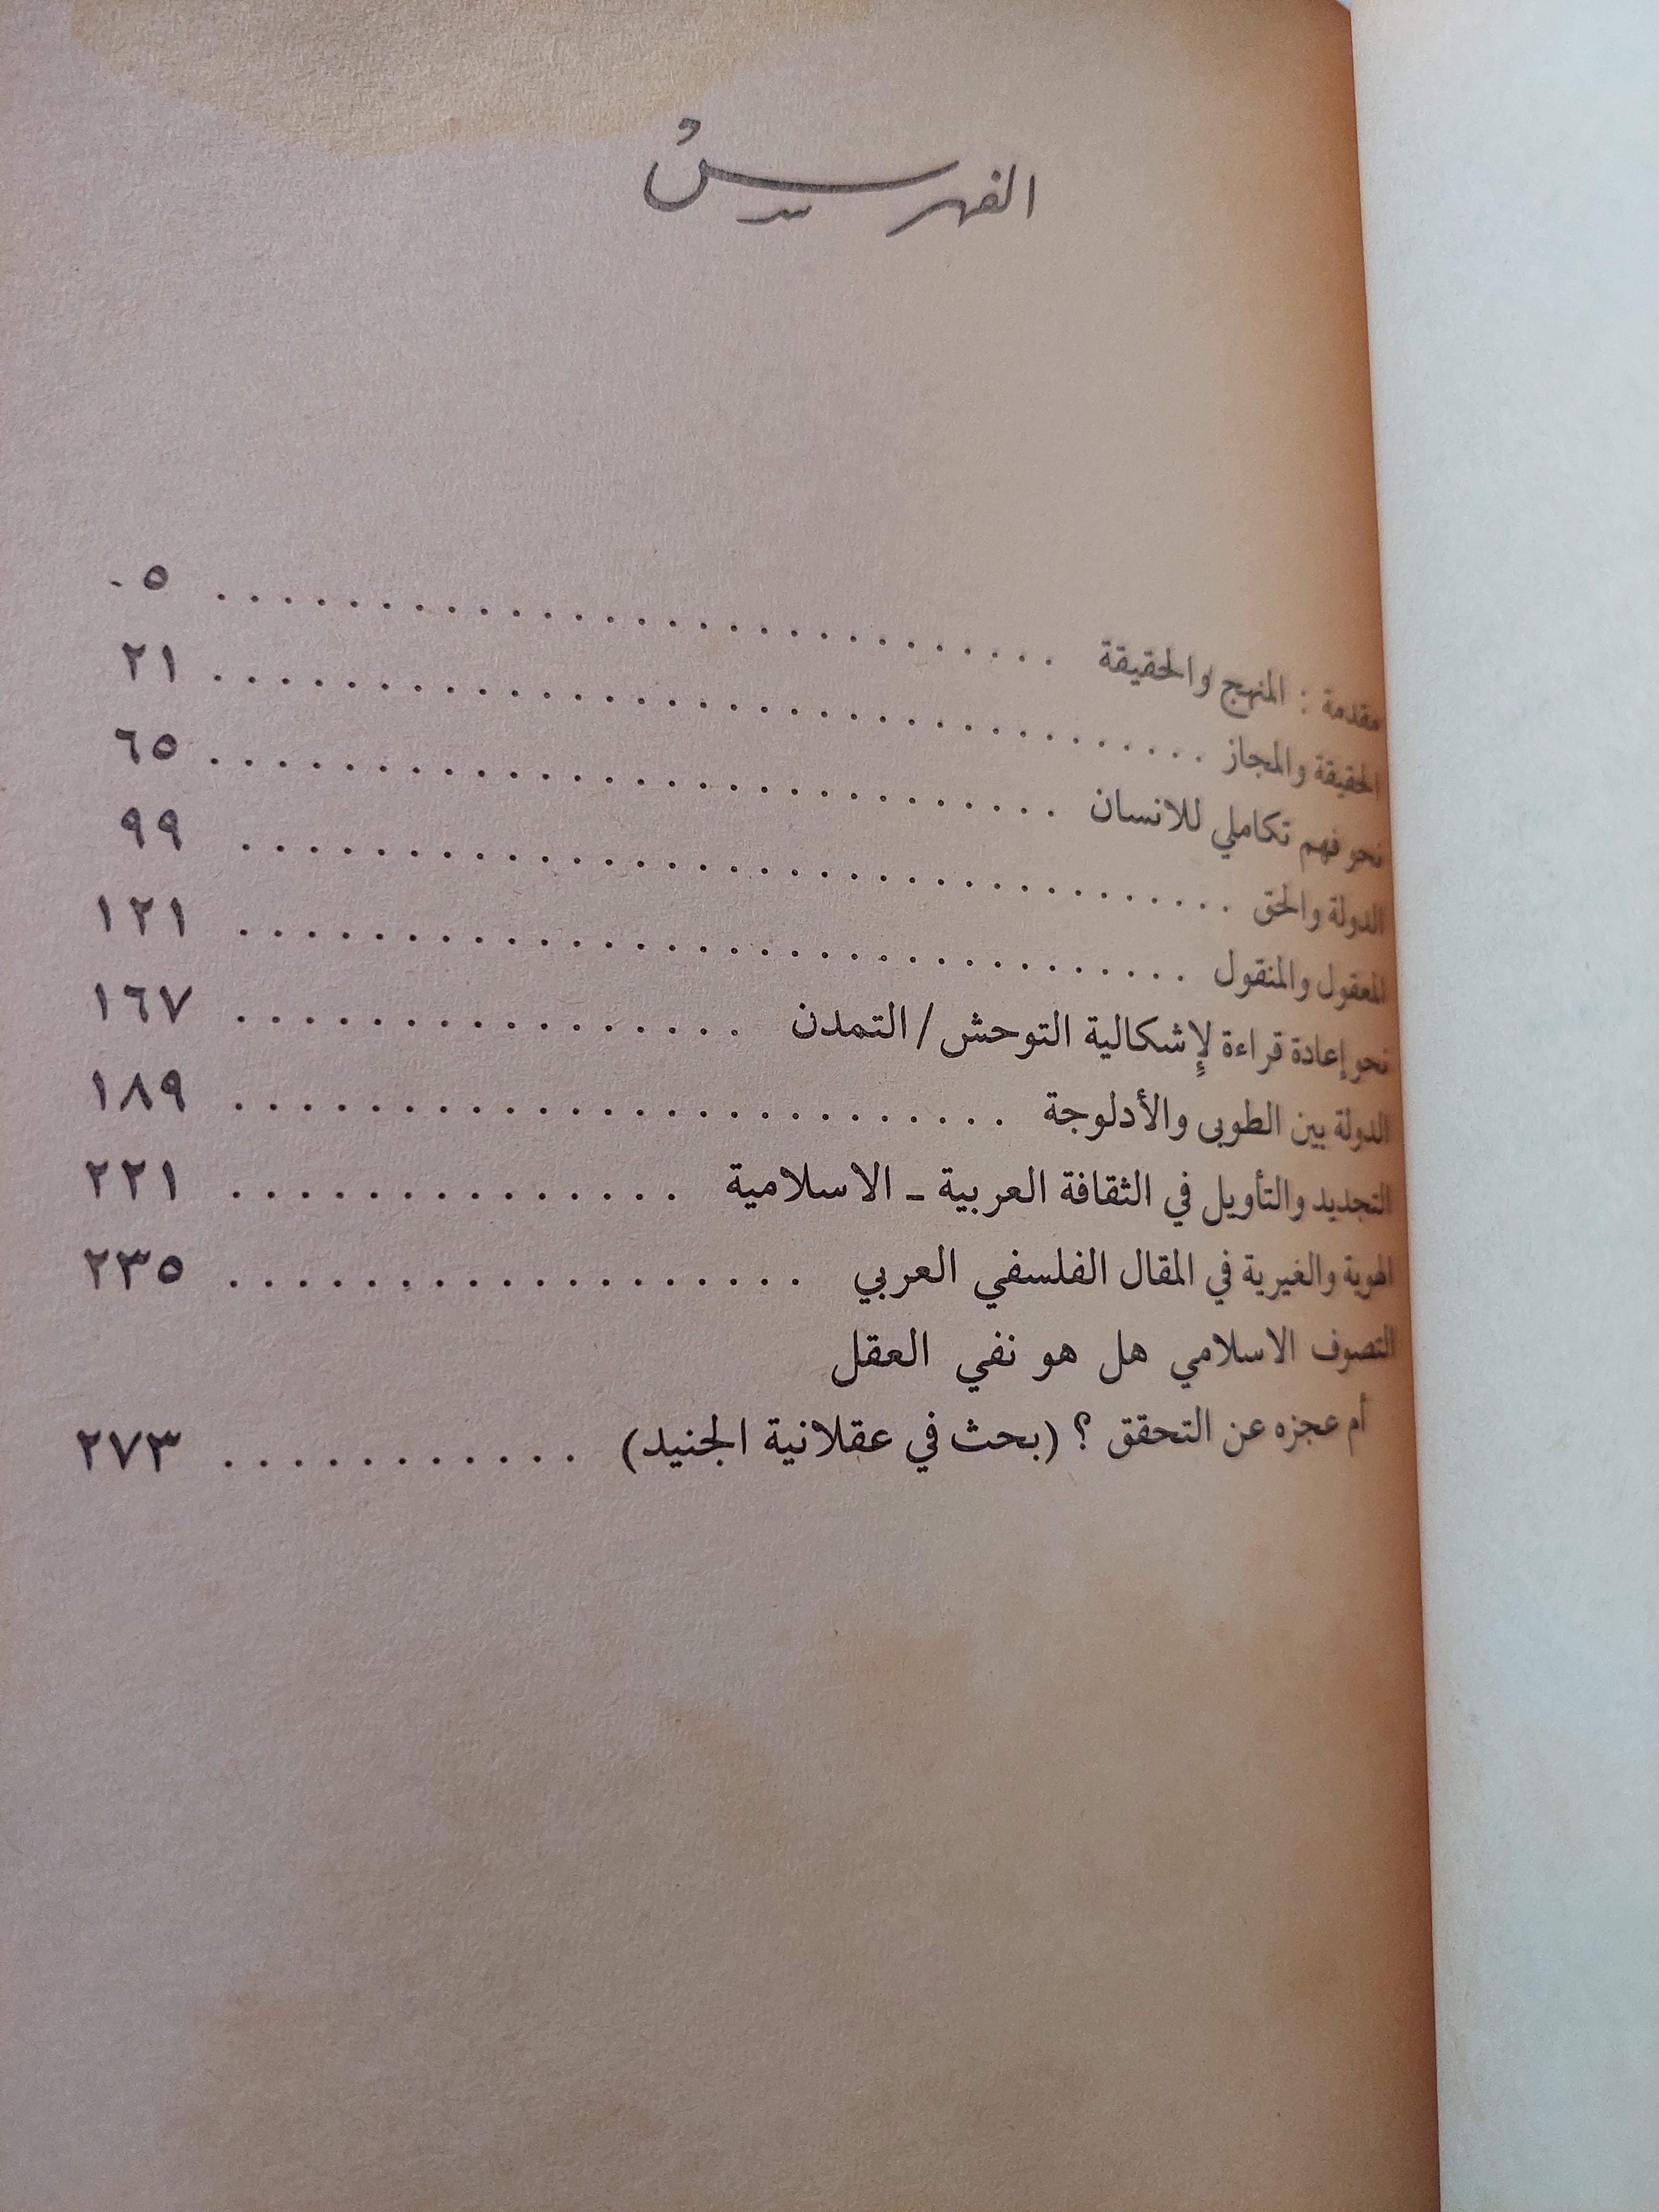 الفهرس
مقدمة : المنهج والحقيقة . . . . . . . . . . . . . . . . . . . . . . . . . . ٥
الحقيقة والمجاز . . . . . . . . . . . . . . . . . . . . . . . . . . . . . . ٢١
نحو فهم تكاملي للانسان . . . . . . . . . . . . . . . . . . . . . . . . . . ٦٥
الدولة والحق . . . . . . . . . . . . . . . . . . . . . . . . . . . . . . ٩٩
المعقول والمنقول . . . . . . . . . . . . . . . . . . . . . . . . . . . . . ١٢١
نحو إعادة قراءة لإِشكالية التوحش / التمدن . . . . . . . . . . . . . . . . ١٦٧
الدولة بين الطوبى والأدلوجة . . . . . . . . . . . . . . . . . . . . . . . . ١٨٩
التجديد والتأويل في الثقافة العربية ـ الاسلامية . . . . . . . . . . . . . . ٢٢١
الهوية والغيرية في المقال الفلسفي العربي . . . . . . . . . . . . . . . . . . ٢٣٥
التصوف الاسلامي هل هو نفي العقل
أم عجزه عن التحقق ؟ (بحث في عقلانية الجنيد) . . . . . . . . . . . ٢٧٣